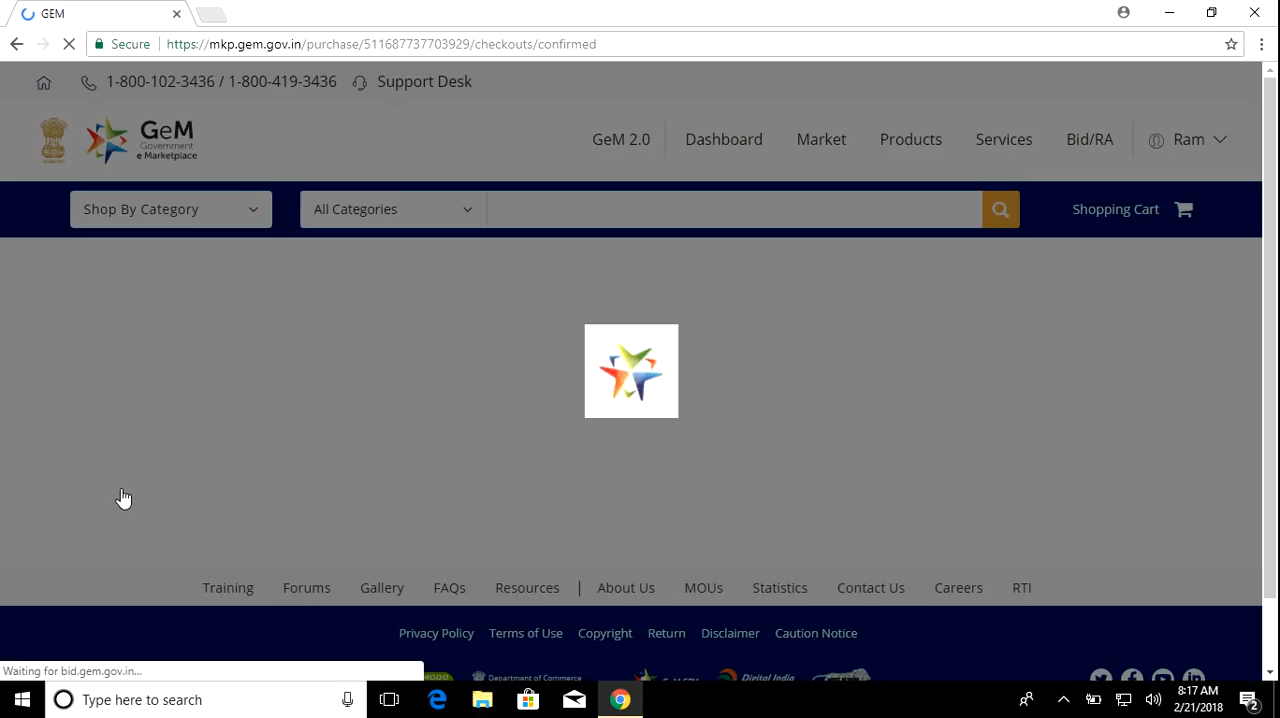 GEM
Secure https://mkp.gem.gov.in/purchase/511687737703929/checkouts/confirmed
1-800-102-3436 / 1-800-419-3436 Support Desk
GeM
Government
e Marketplace
GeM 2.0 Dashboard Market Products Services Bid/RA Ram
Shop By Category All Categories Shopping Cart
Training Forums Gallery FAQs Resources | About Us MOUs Statistics Contact Us Careers RTI
Privacy Policy Terms of Use Copyright Return Disclaimer Caution Notice
Waiting for bid.gem.gov.in...
Department of Commerce Digital India
Type here to search
8:17 AM
2/21/2018
2